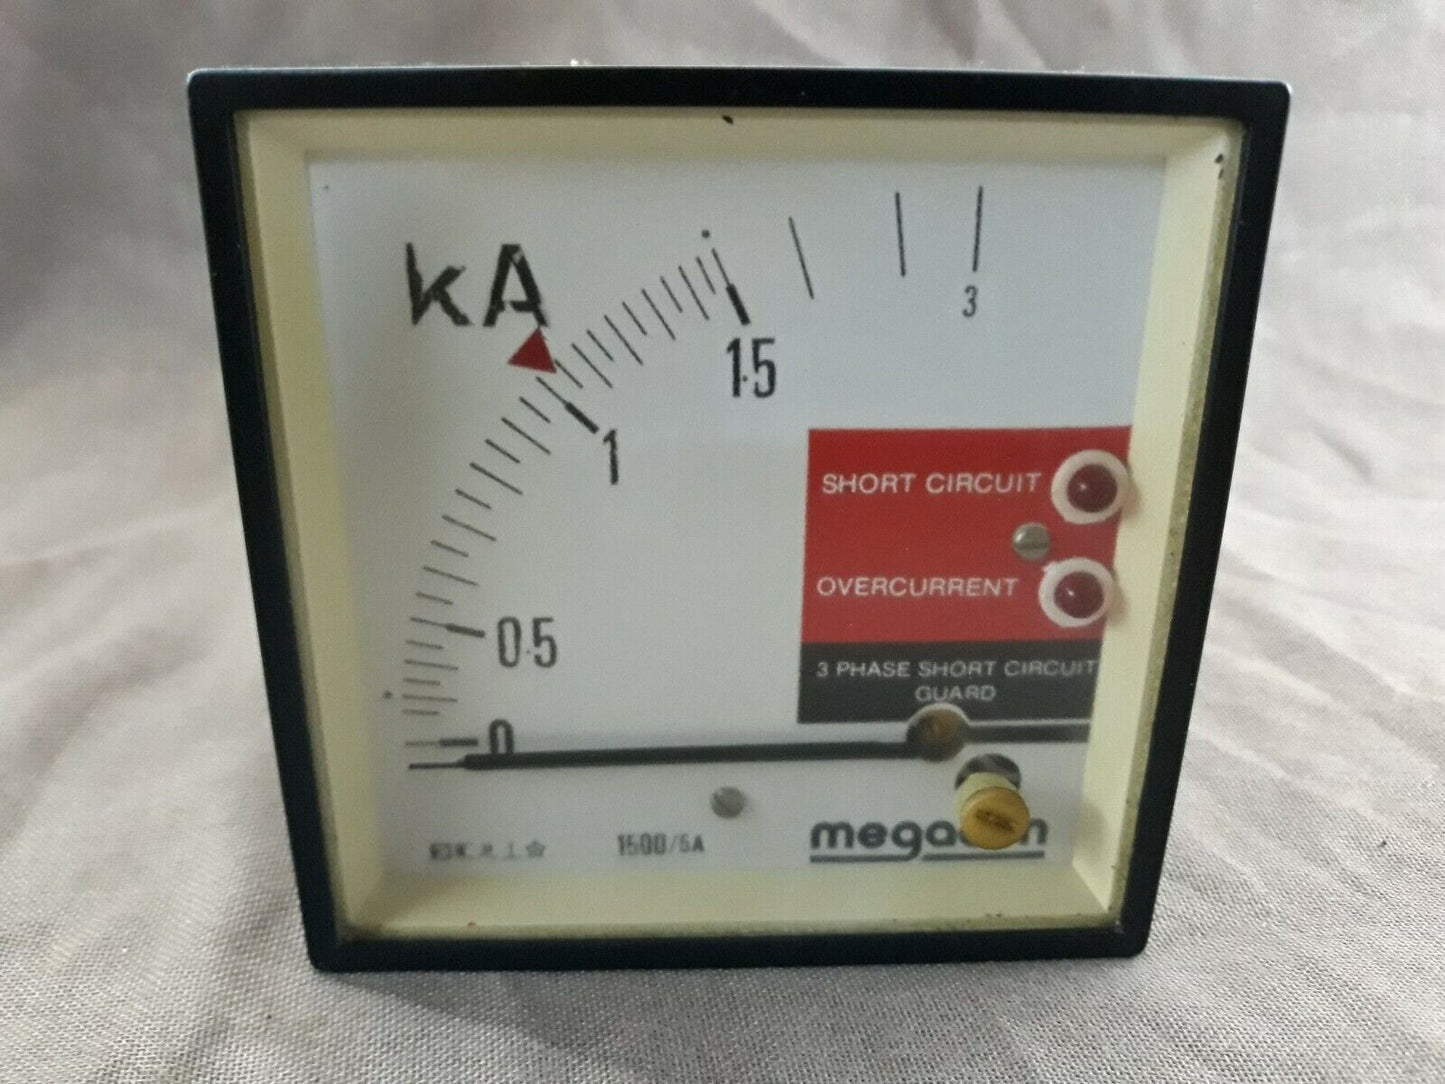 kA
3
1.5
1
SHORT CIRCUIT
OVERCURRENT
0.5
3 PHASE SHORT CIRCUIT
GUARD
0
1500/5A